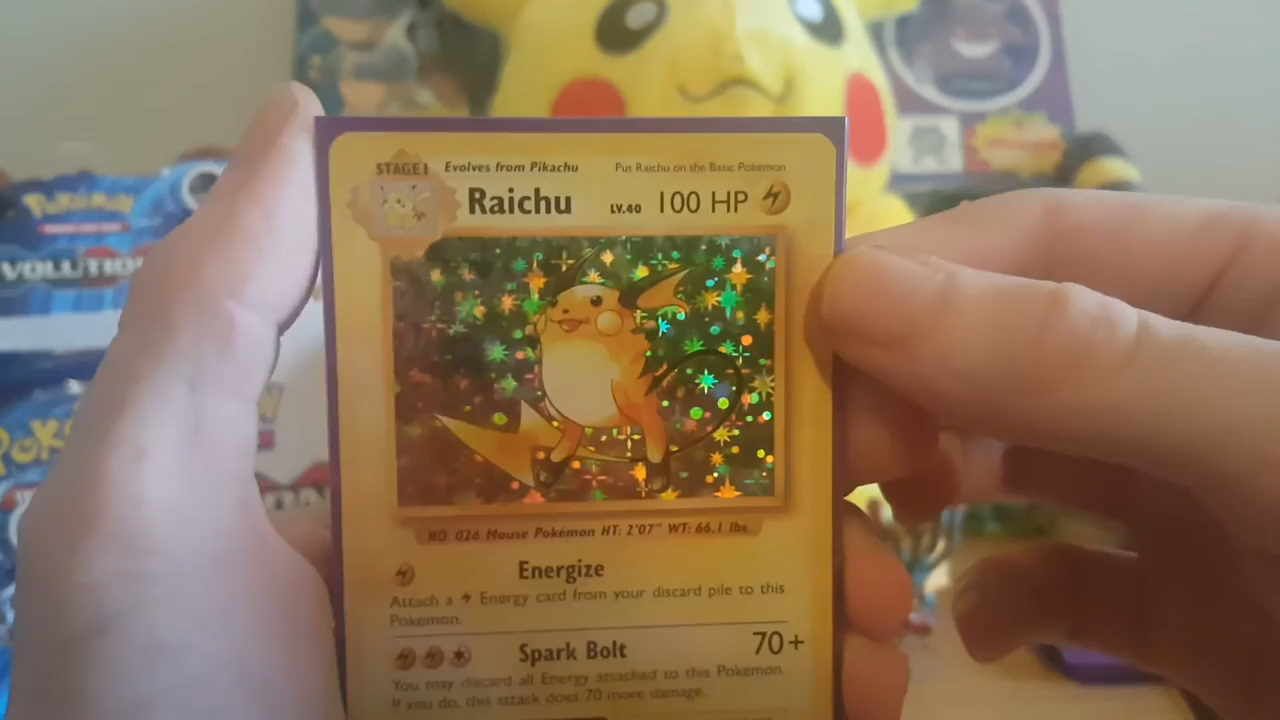 STAGE 1 Evolves from Pikachu Put Raichu on the Basic Pokémon
Raichu LV.40 100 HP
NO. 026 Mouse Pokémon HT: 2'07" WT: 66.1 lbs.
Energize
Attach a Energy card from your discard pile to this
Pokémon.
Spark Bolt 70+
You may discard all Energy attached to this Pokémon.
If you do, this attack does 70 more damage.
Pokémon
VOLUTIO
POK